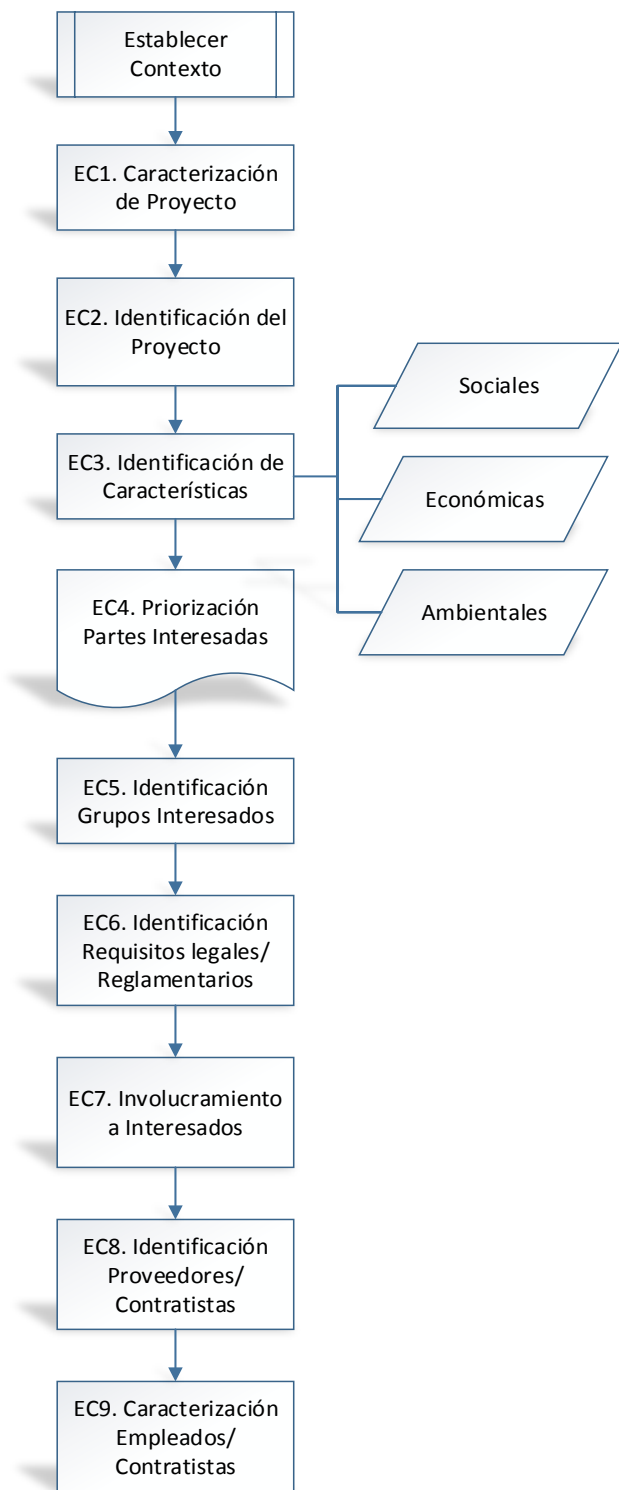 Establecer
Contexto
EC1. Caracterización
de Proyecto
EC2. Identificación del
Proyecto
EC3. Identificación de
Características
Sociales
Económicas
Ambientales
EC4. Priorización
Partes Interesadas
EC5. Identificación
Grupos Interesados
EC6. Identificación
Requisitos legales/
Reglamentarios
EC7. Involucramiento
a Interesados
EC8. Identificación
Proveedores/
Contratistas
EC9. Caracterización
Empleados/
Contratistas